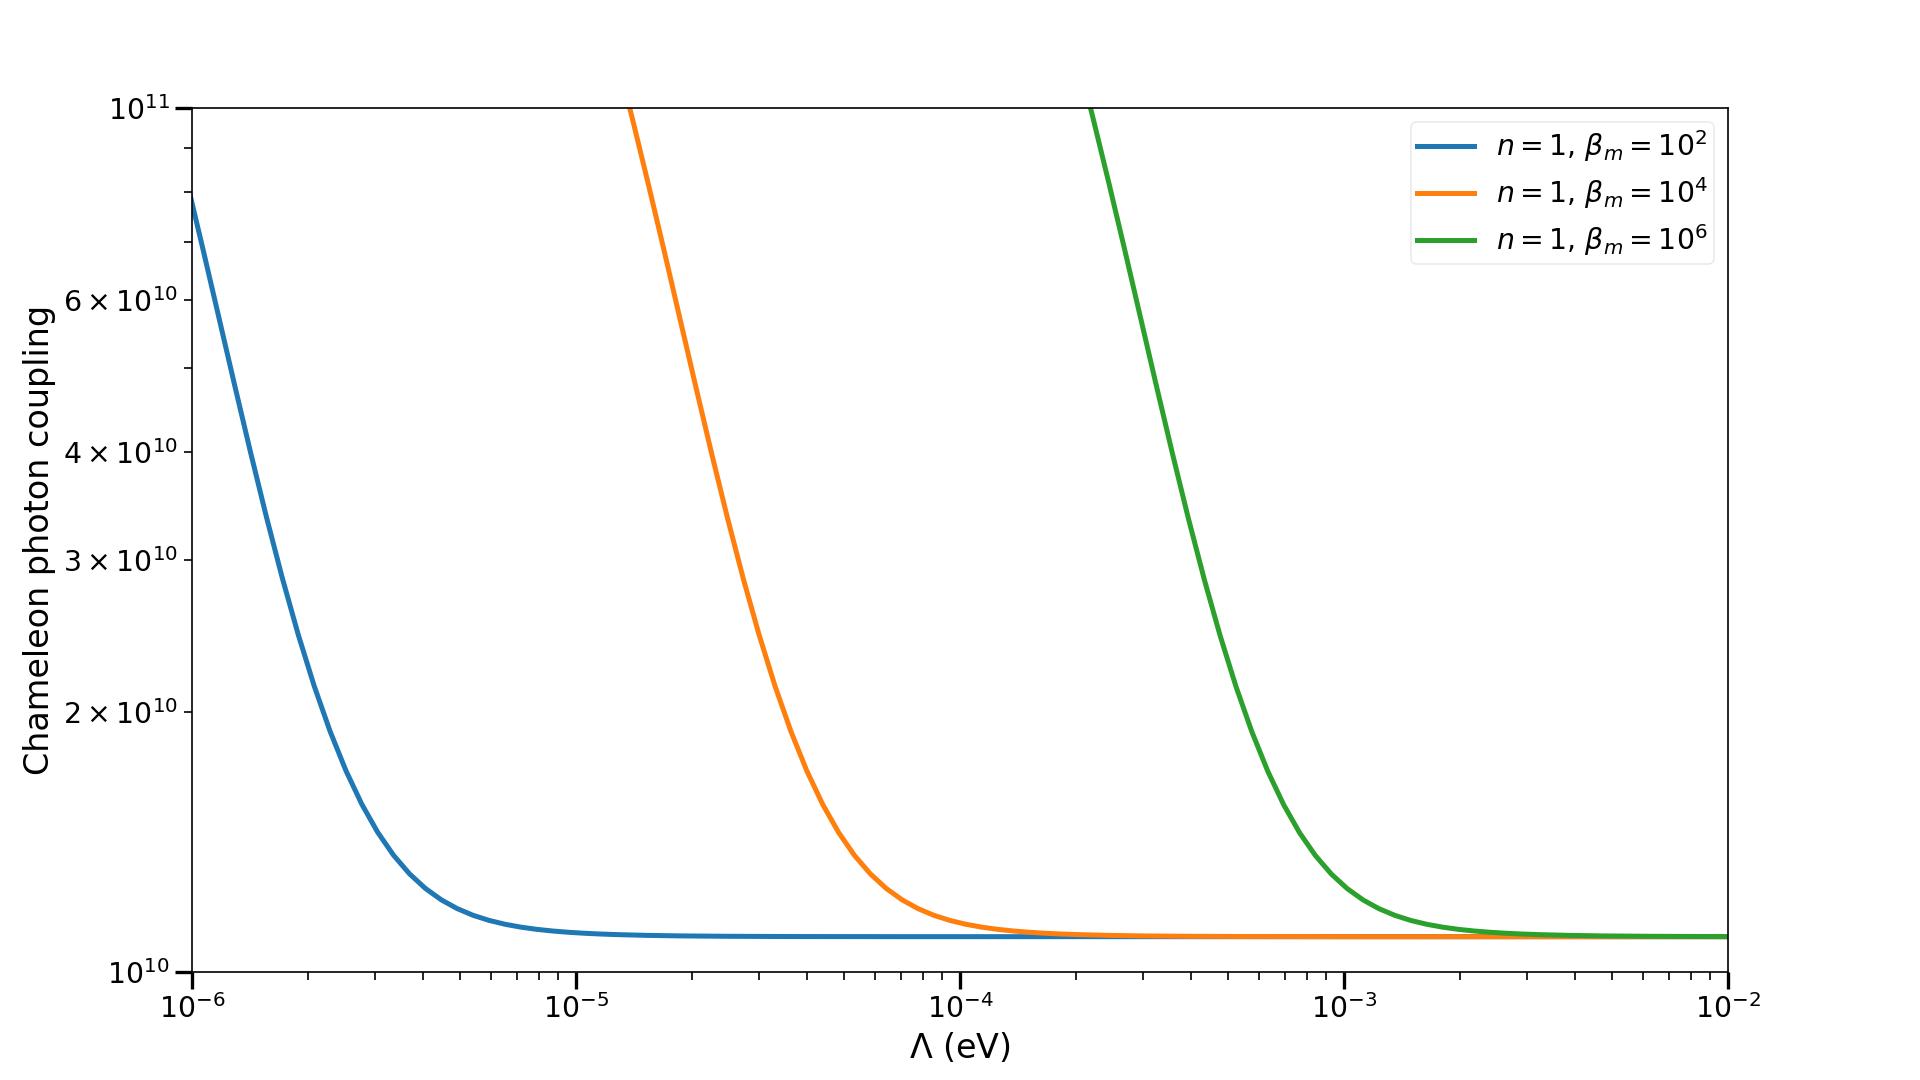 10¹¹
6 × 10¹⁰
4 × 10¹⁰
3 × 10¹⁰
2 × 10¹⁰
10¹⁰
Chameleon photon coupling
n = 1, βₘ = 10²
n = 1, βₘ = 10⁴
n = 1, βₘ = 10⁶
10⁻⁶ 10⁻⁵ 10⁻⁴ 10⁻³ 10⁻²
Λ (eV)